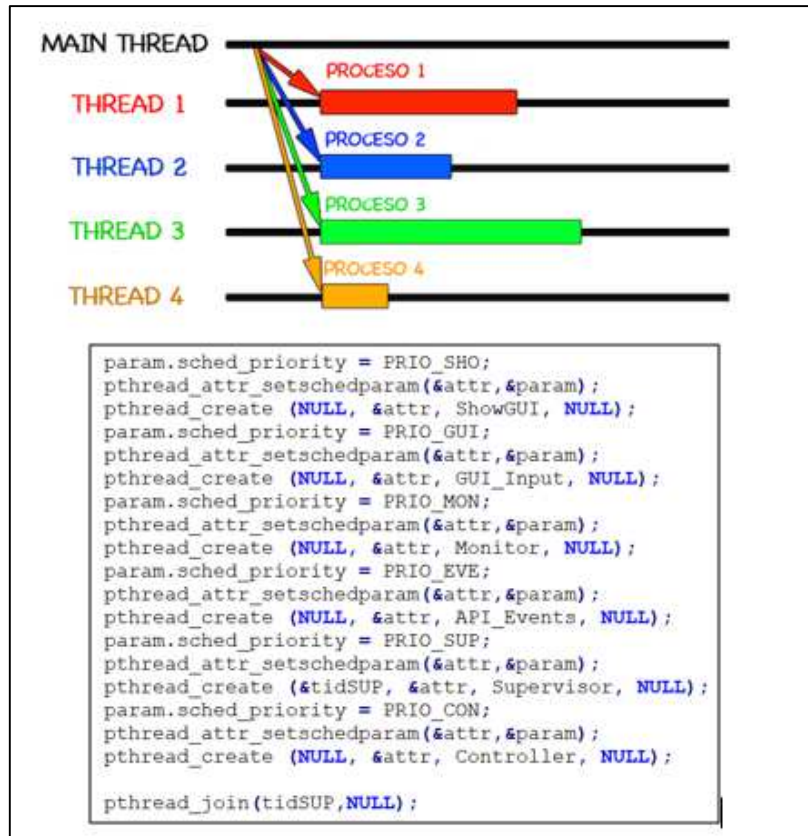 MAIN THREAD
PROCESO 1
THREAD 1
PROCESO 2
THREAD 2
PROCESO 3
THREAD 3
PROCESO 4
THREAD 4
param.sched_priority = PRIO_SHO;
pthread_attr_setschedparam(&attr,&param);
pthread_create (NULL, &attr, ShowGUI, NULL);
param.sched_priority = PRIO_GUI;
pthread_attr_setschedparam(&attr,&param);
pthread_create (NULL, &attr, GUI_Input, NULL);
param.sched_priority = PRIO_MON;
pthread_attr_setschedparam(&attr,&param);
pthread_create (NULL, &attr, Monitor, NULL);
param.sched_priority = PRIO_EVE;
pthread_attr_setschedparam(&attr,&param);
pthread_create (NULL, &attr, API_Events, NULL);
param.sched_priority = PRIO_SUP;
pthread_attr_setschedparam(&attr,&param);
pthread_create (&tidSUP, &attr, Supervisor, NULL);
param.sched_priority = PRIO_CON;
pthread_attr_setschedparam(&attr,&param);
pthread_create (NULL, &attr, Controller, NULL);
pthread_join(tidSUP,NULL);